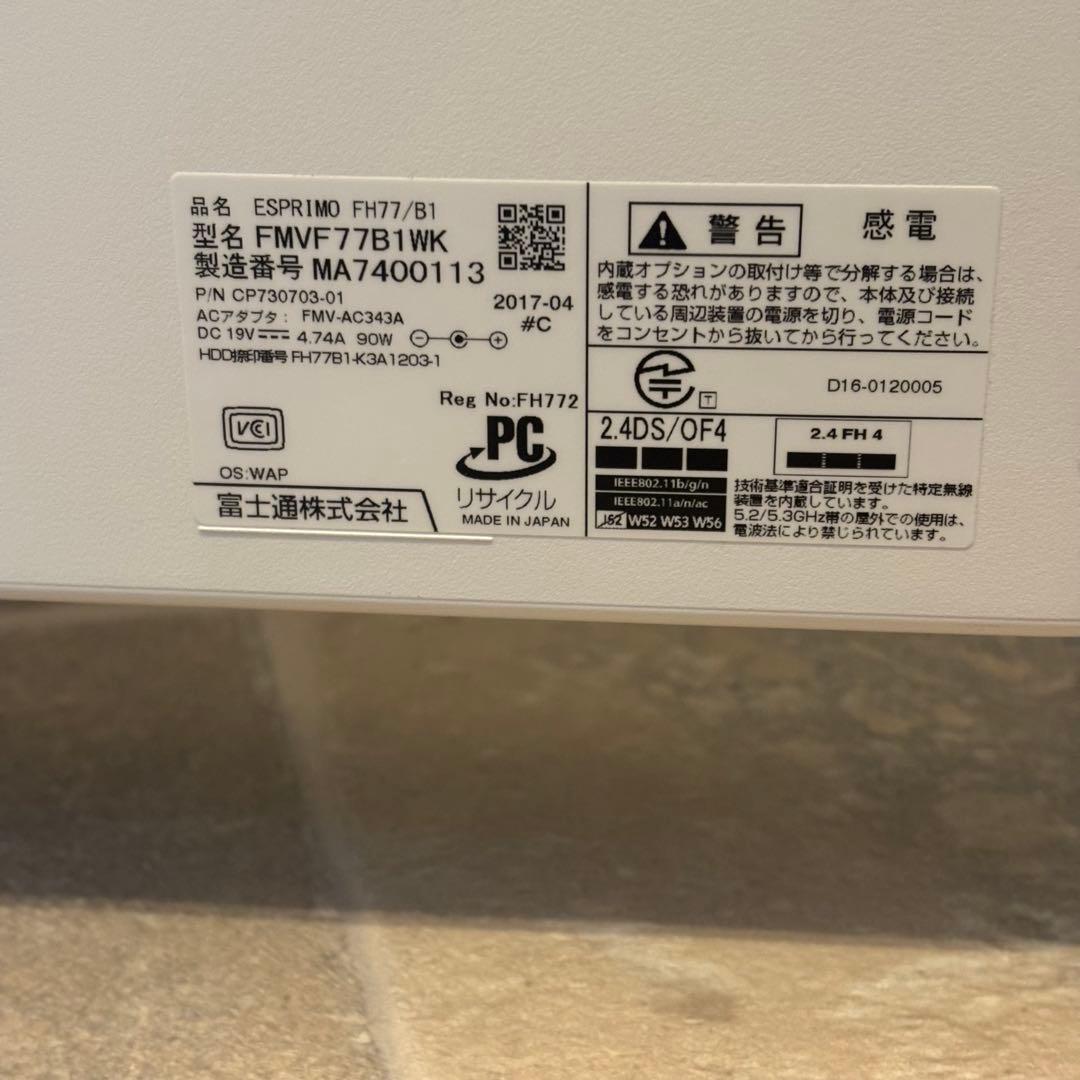 品名 ESPRIMO FH77/B1
型名 FMVF77B1WK
製造番号 MA7400113
P/N CP730703-01
2017-04
#C
ACアダプタ: FMV-AC343A
DC 19V 4.74A 90W
HDD捺印番号 FH77B1-K3A1203-1
Reg No:FH772
VCI
PC
リサイクル
OS:WAP
富士通株式会社
MADE IN JAPAN
警告 感電
内蔵オプションの取付け等で分解する場合は、
感電する恐れがありますので、本体及び接続
している周辺装置の電源を切り、電源コード
をコンセントから抜いてから行ってください。
T D16-0120005
2.4DS/OF4
IEEE802.11b/g/n
IEEE802.11a/n/ac
J52 W52 W53 W56
2.4 FH 4
技術基準適合証明を受けた特定無線
装置を内蔵しています。
5.2/5.3GHz帯の屋外での使用は、
電波法により禁じられています。